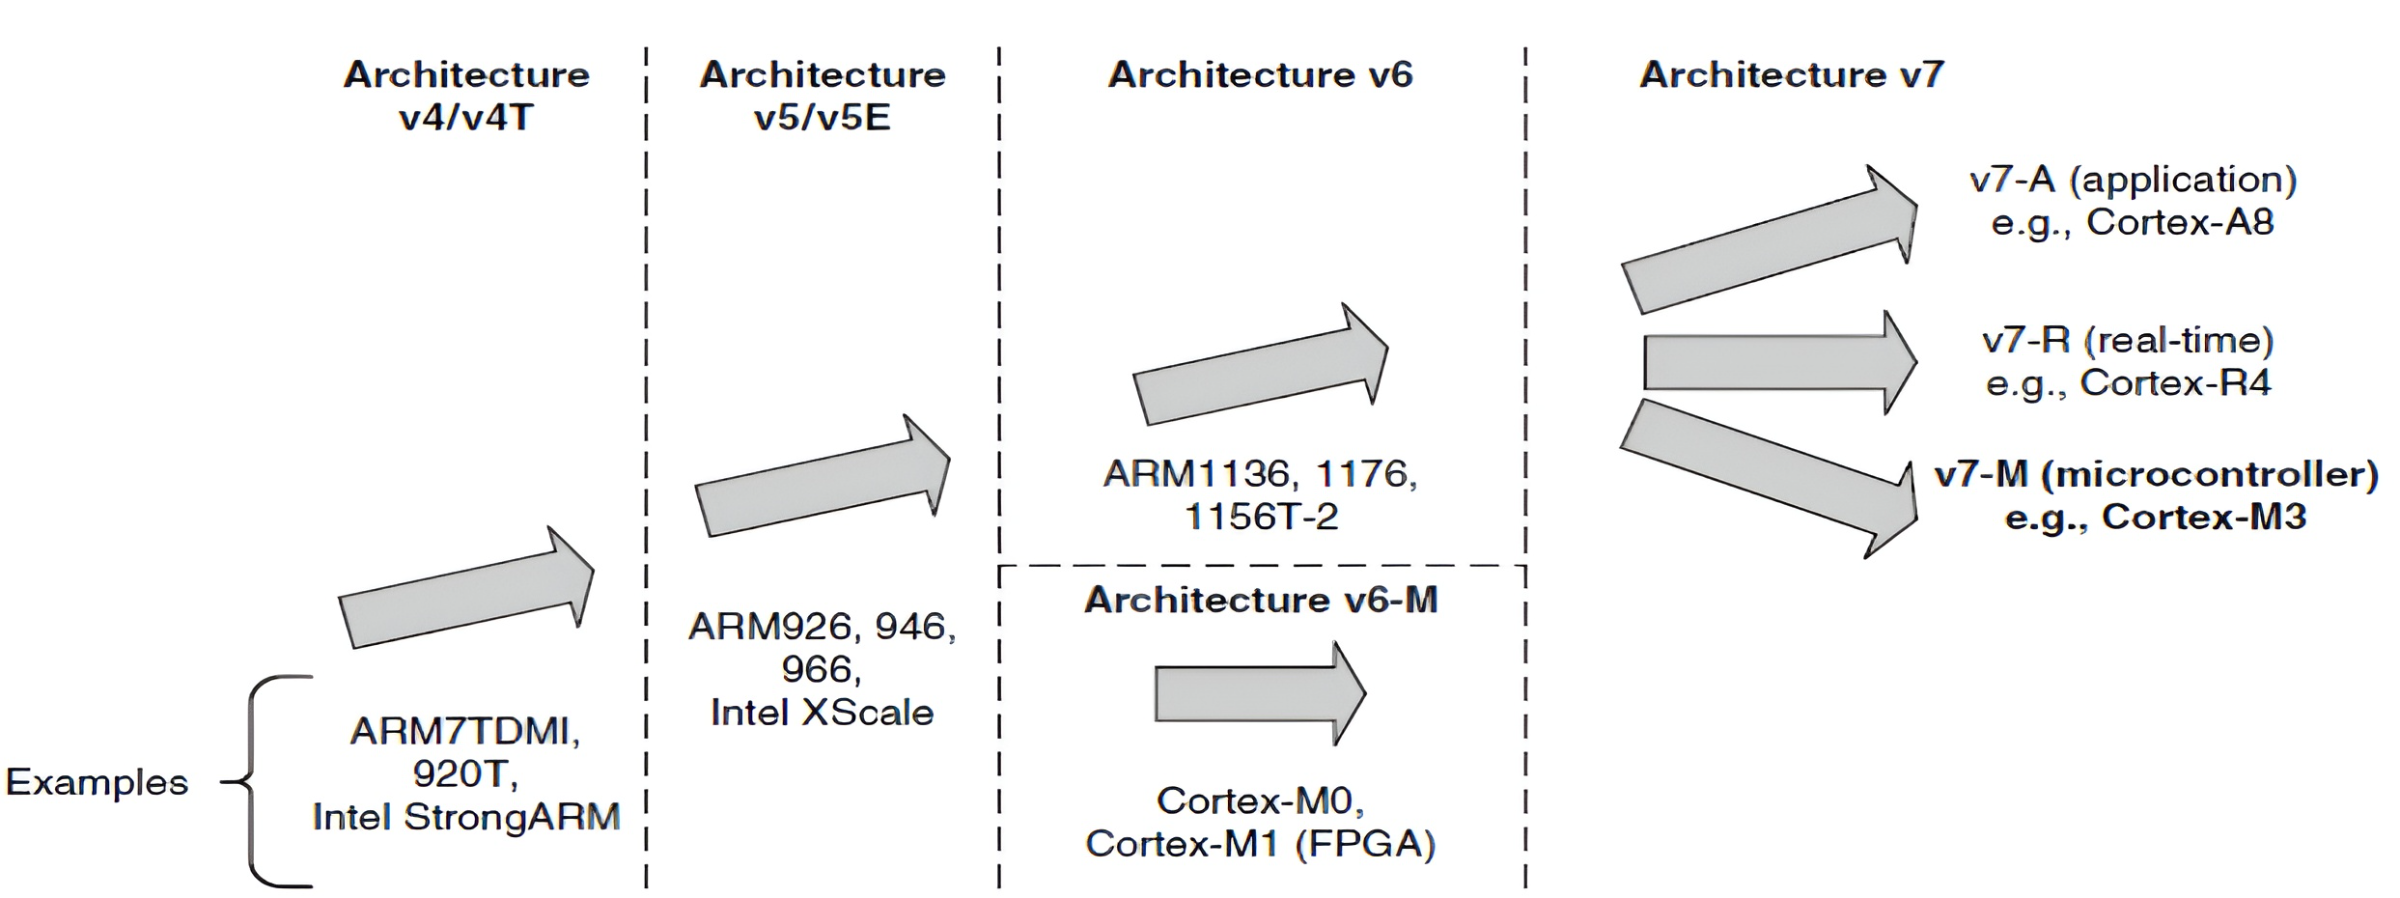 Architecture
v4/v4T
Architecture
v5/v5E
Architecture v6
Architecture v7
v7-A (application)
e.g., Cortex-A8
v7-R (real-time)
e.g., Cortex-R4
v7-M (microcontroller)
e.g., Cortex-M3
ARM1136, 1176,
1156T-2
Architecture v6-M
Cortex-M0,
Cortex-M1 (FPGA)
ARM926, 946,
966,
Intel XScale
Examples
ARM7TDMI,
920T,
Intel StrongARM